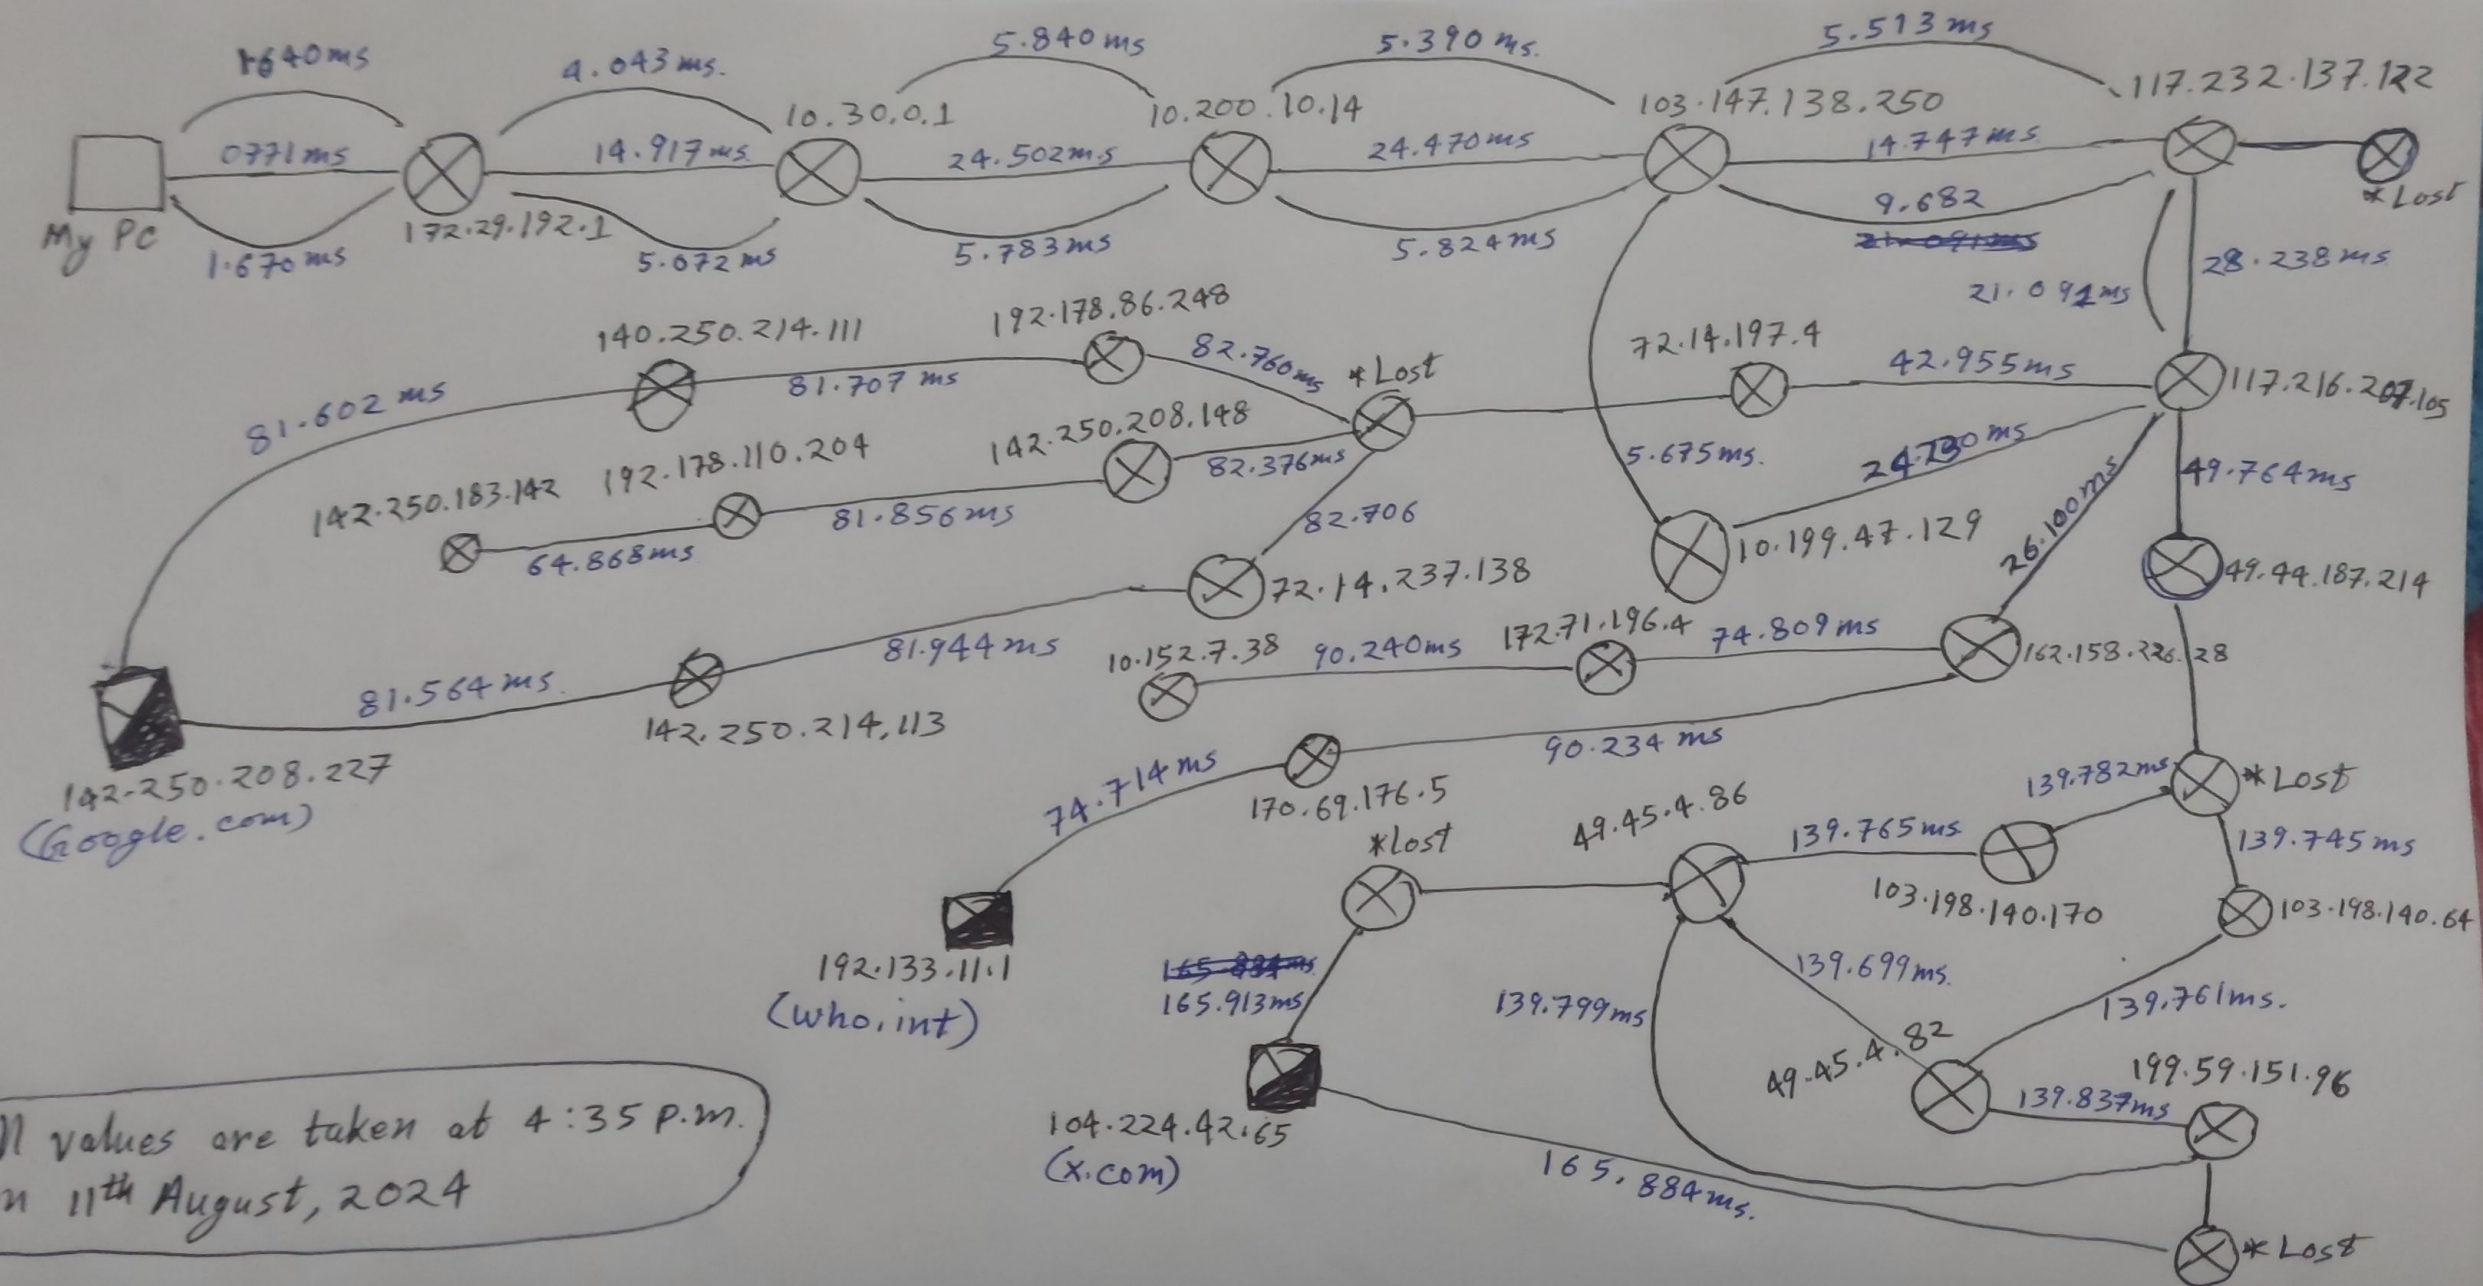 5.840 ms
5.390 ms.
5.513 ms
640 ms
4.043 ms.
10.30.0.1
10.200.10.14
103.147.138.250
117.232.137.122
0771 ms
14.917 ms
24.502 ms
24.470 ms
14.747 ms
*Lost
My PC
172.29.192.1
9.682
1.670 ms
5.072 ms
5.783 ms
5.824 ms
28.238 ms
21.091 ms
140.250.214.111
192.178.86.248
72.14.197.4
82.760 ms
*Lost
42.955 ms
117.216.207.105
81.602 ms
81.707 ms
142.250.208.148
5.675 ms.
24.730 ms
49.764 ms
142.250.183.142
192.178.110.204
82.376 ms
81.856 ms
82.706
26.100 ms
64.868 ms
72.14.237.138
10.199.47.129
49.44.187.214
81.944 ms
10.152.7.38
90.240 ms
172.71.196.4
74.809 ms
162.158.226.28
81.564 ms.
142.250.214.113
90.234 ms
142.250.208.227
(Google.com)
74.714 ms
170.69.176.5
139.782 ms
*Lost
*Lost
49.45.4.86
139.765 ms
139.745 ms
103.198.140.170
103.198.140.64
192.133.11.1
(who.int)
165.913 ms
139.799 ms
139.699 ms.
139.761 ms.
49.45.4.82
199.59.151.96
139.837 ms
104.224.42.65
(x.com)
165.884 ms.
*Lost
values are taken at 4:35 P.M.
11th August, 2024